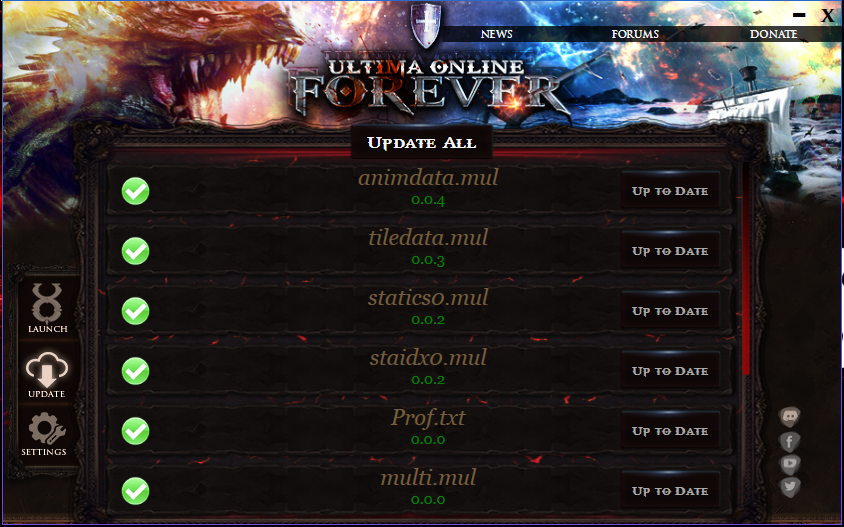 X
NEWS FORUMS DONATE
ULTIMA ONLINE
FOREVER
UPDATE ALL
animdata.mul
0.0.4
UP TO DATE
tiledata.mul
0.0.3
UP TO DATE
statics0.mul
0.0.2
UP TO DATE
staidx0.mul
0.0.2
UP TO DATE
Prof.txt
0.0.0
UP TO DATE
multi.mul
0.0.0
UP TO DATE
LAUNCH
UPDATE
SETTINGS